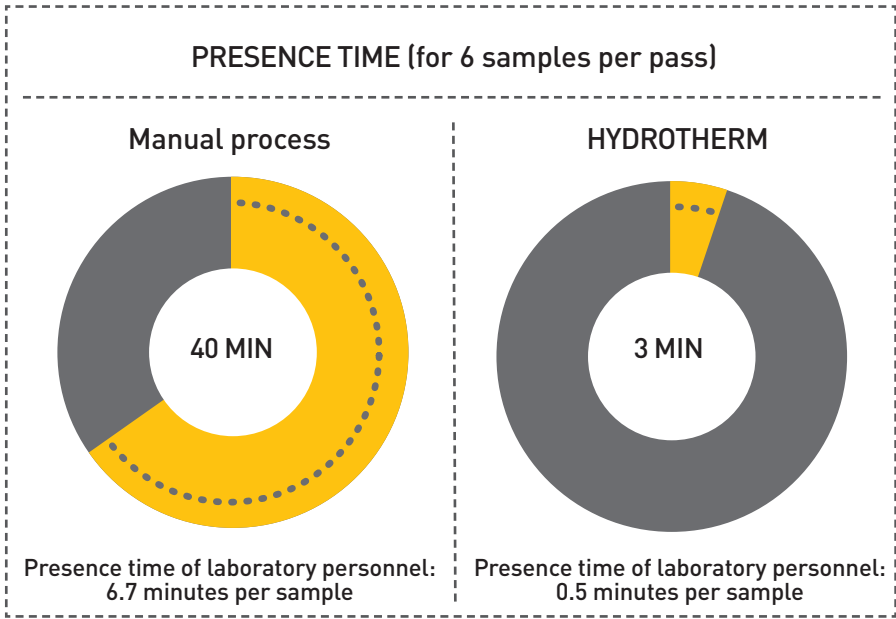 PRESENCE TIME (for 6 samples per pass)
Manual process
40 MIN
Presence time of laboratory personnel:
6.7 minutes per sample
HYDROTHERM
3 MIN
Presence time of laboratory personnel:
0.5 minutes per sample